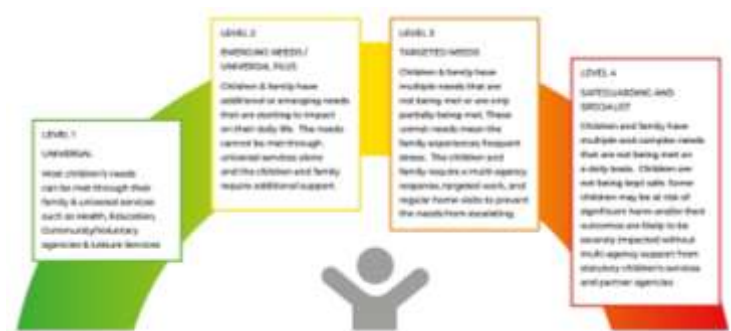 LEVEL 1
UNIVERSAL
Most children's needs
can be met through their
family & universal services
such as Health, Education,
Community/Voluntary
agencies & Leisure Services
LEVEL 2
EMERGING NEEDS /
UNIVERSAL PLUS
Children & family have
additional or emerging needs
that are starting to impact
on their daily life. The needs
cannot be met through
universal services alone
and the children and family
require additional support.
LEVEL 3
TARGETED NEEDS
Children & family have
multiple needs that are
not being met or are only
partially being met. These
unmet needs mean the
family experiences frequent
stress. The children and
family require a multi-agency
response, targeted work, and
regular home visits to prevent
the needs from escalating.
LEVEL 4
SAFEGUARDING AND
SPECIALIST
Children and family have
multiple and complex needs
that are not being met on
a daily basis. Children are
not being kept safe. Some
children may be at risk of
significant harm and/or their
outcomes are likely to be
severely impacted without
multi-agency support from
statutory children's services
and partner agencies